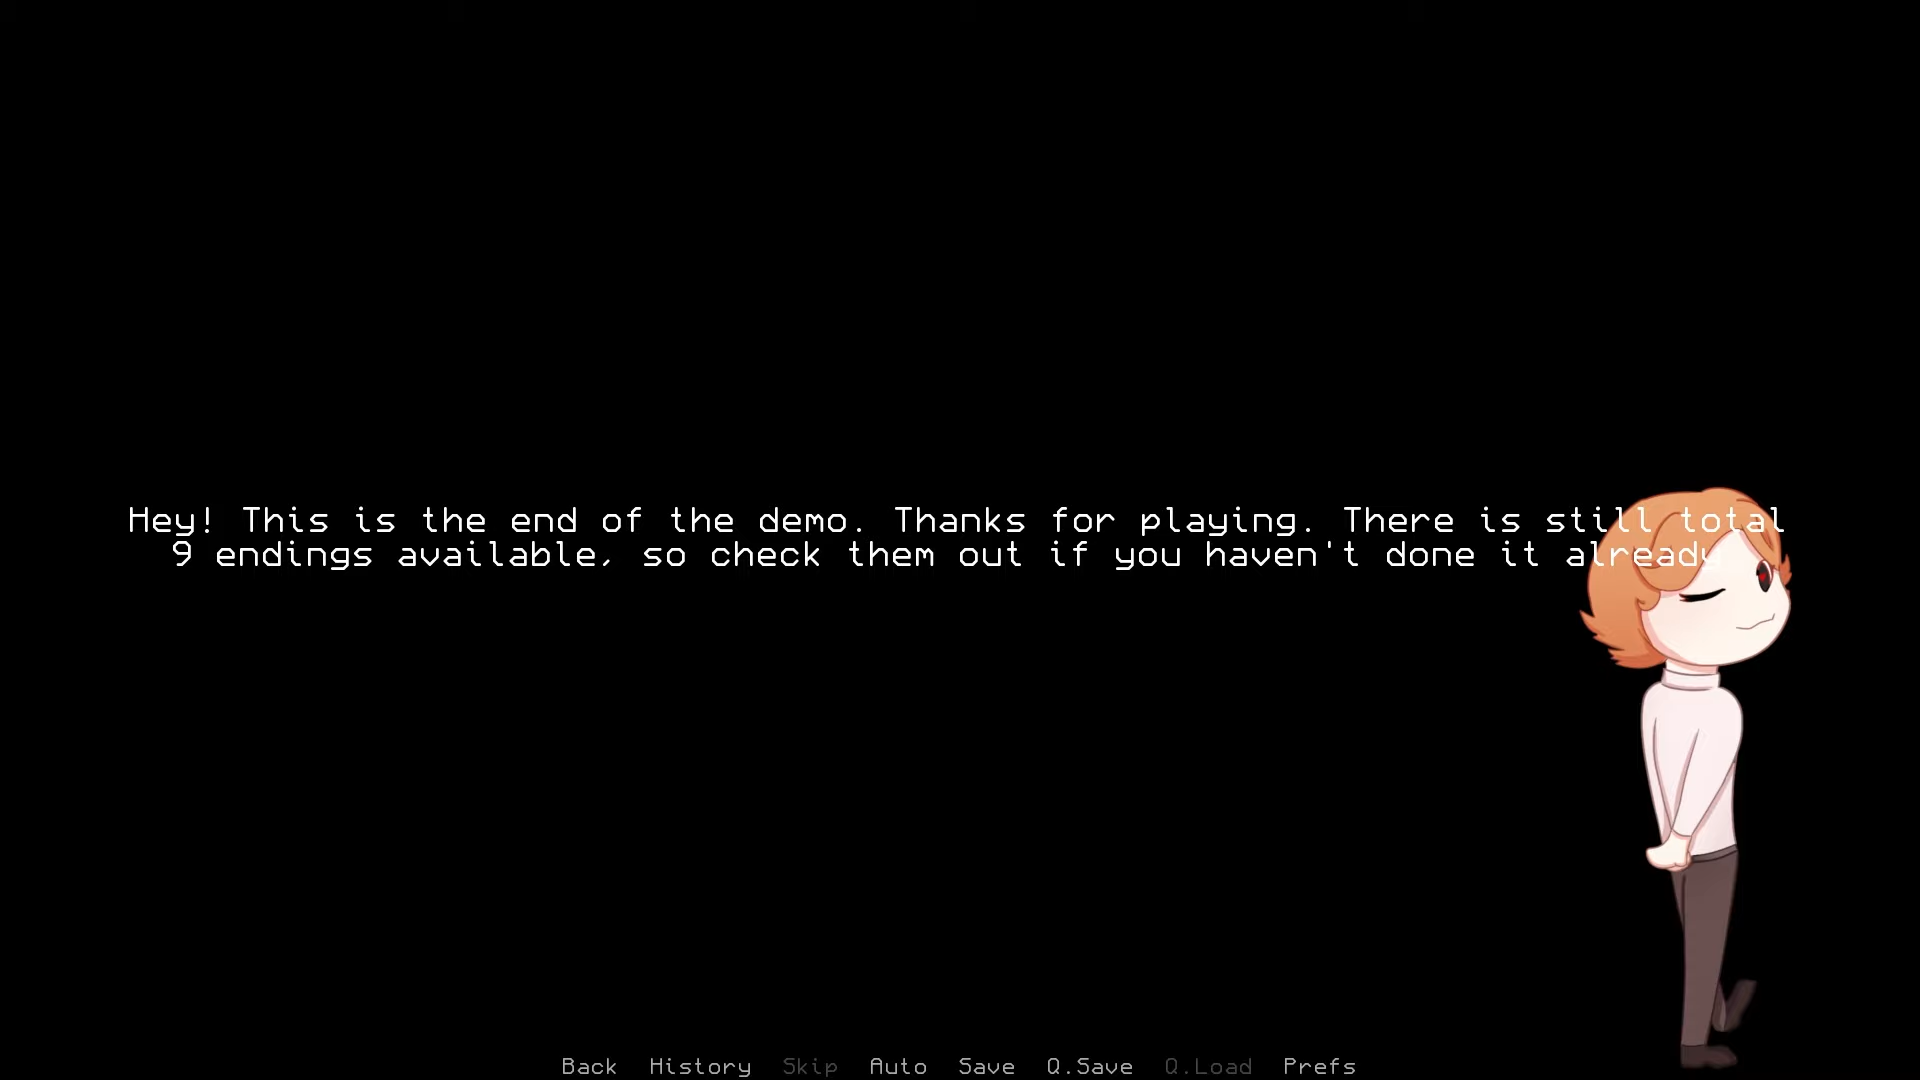 Hey! This is the end of the demo. Thanks for playing. There is still total
9 endings available, so check them out if you haven't done it already
Back History Skip Auto Save Q.Save Q.Load Prefs